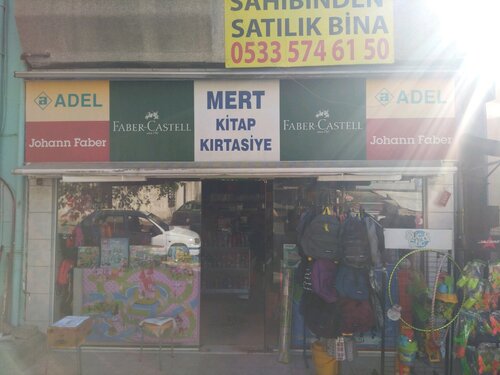 SAHİBİNDEN
SATILIK BİNA
0533 574 61 50
a ADEL
Johann Faber
FABER-CASTELL
MERT
KİTAP
KIRTASİYE
FABER-CASTELL
a ADEL
Johann Faber